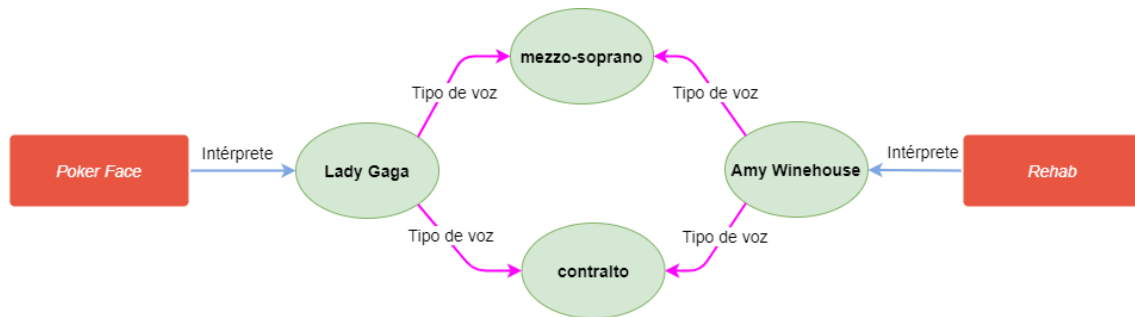 mezzo-soprano
Tipo de voz
Tipo de voz
Poker Face
Intérprete
Lady Gaga
Amy Winehouse
Intérprete
Rehab
Tipo de voz
Tipo de voz
contralto